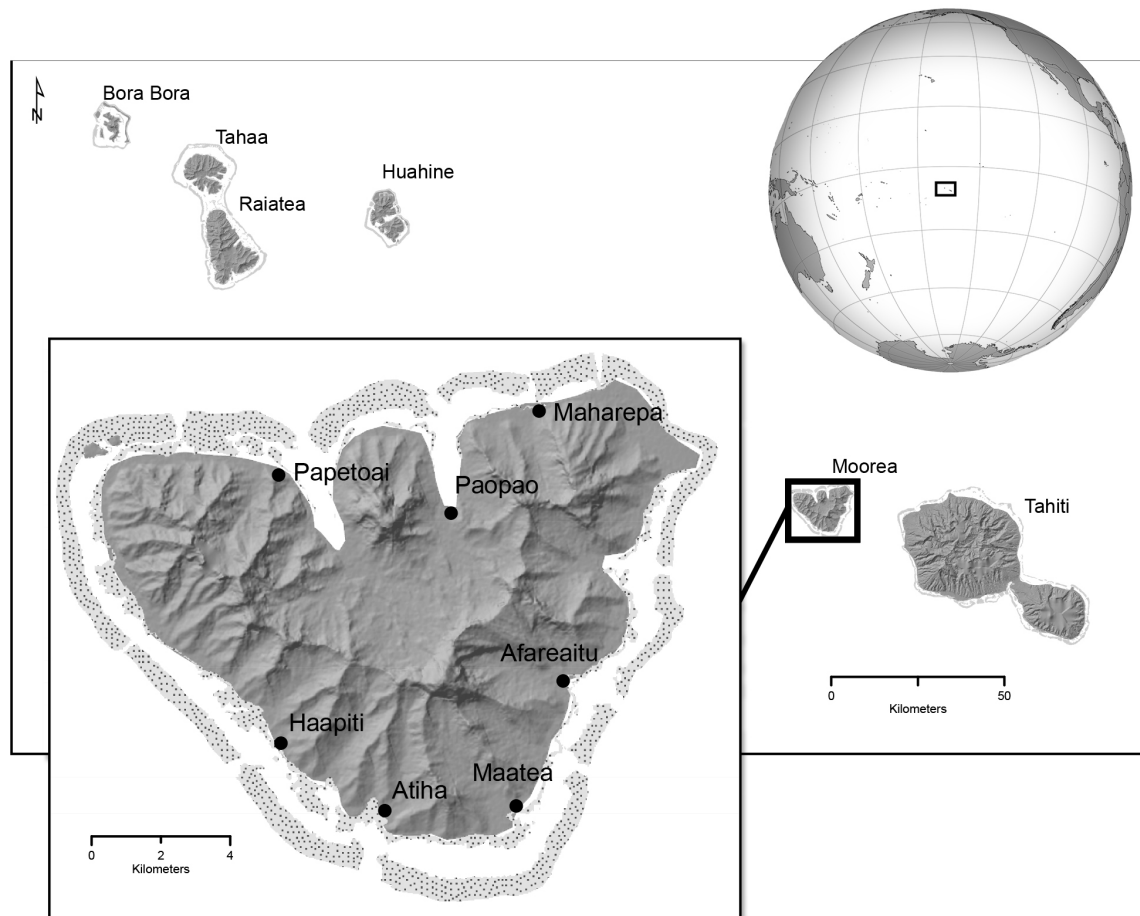 N
Bora Bora
Tahaa
Huahine
Raiatea
Maharepa
Papetoai
Paopao
Moorea
Tahiti
Afareaitu
0 50
Kilometers
Haapiti
Maatea
Atiha
0 2 4
Kilometers